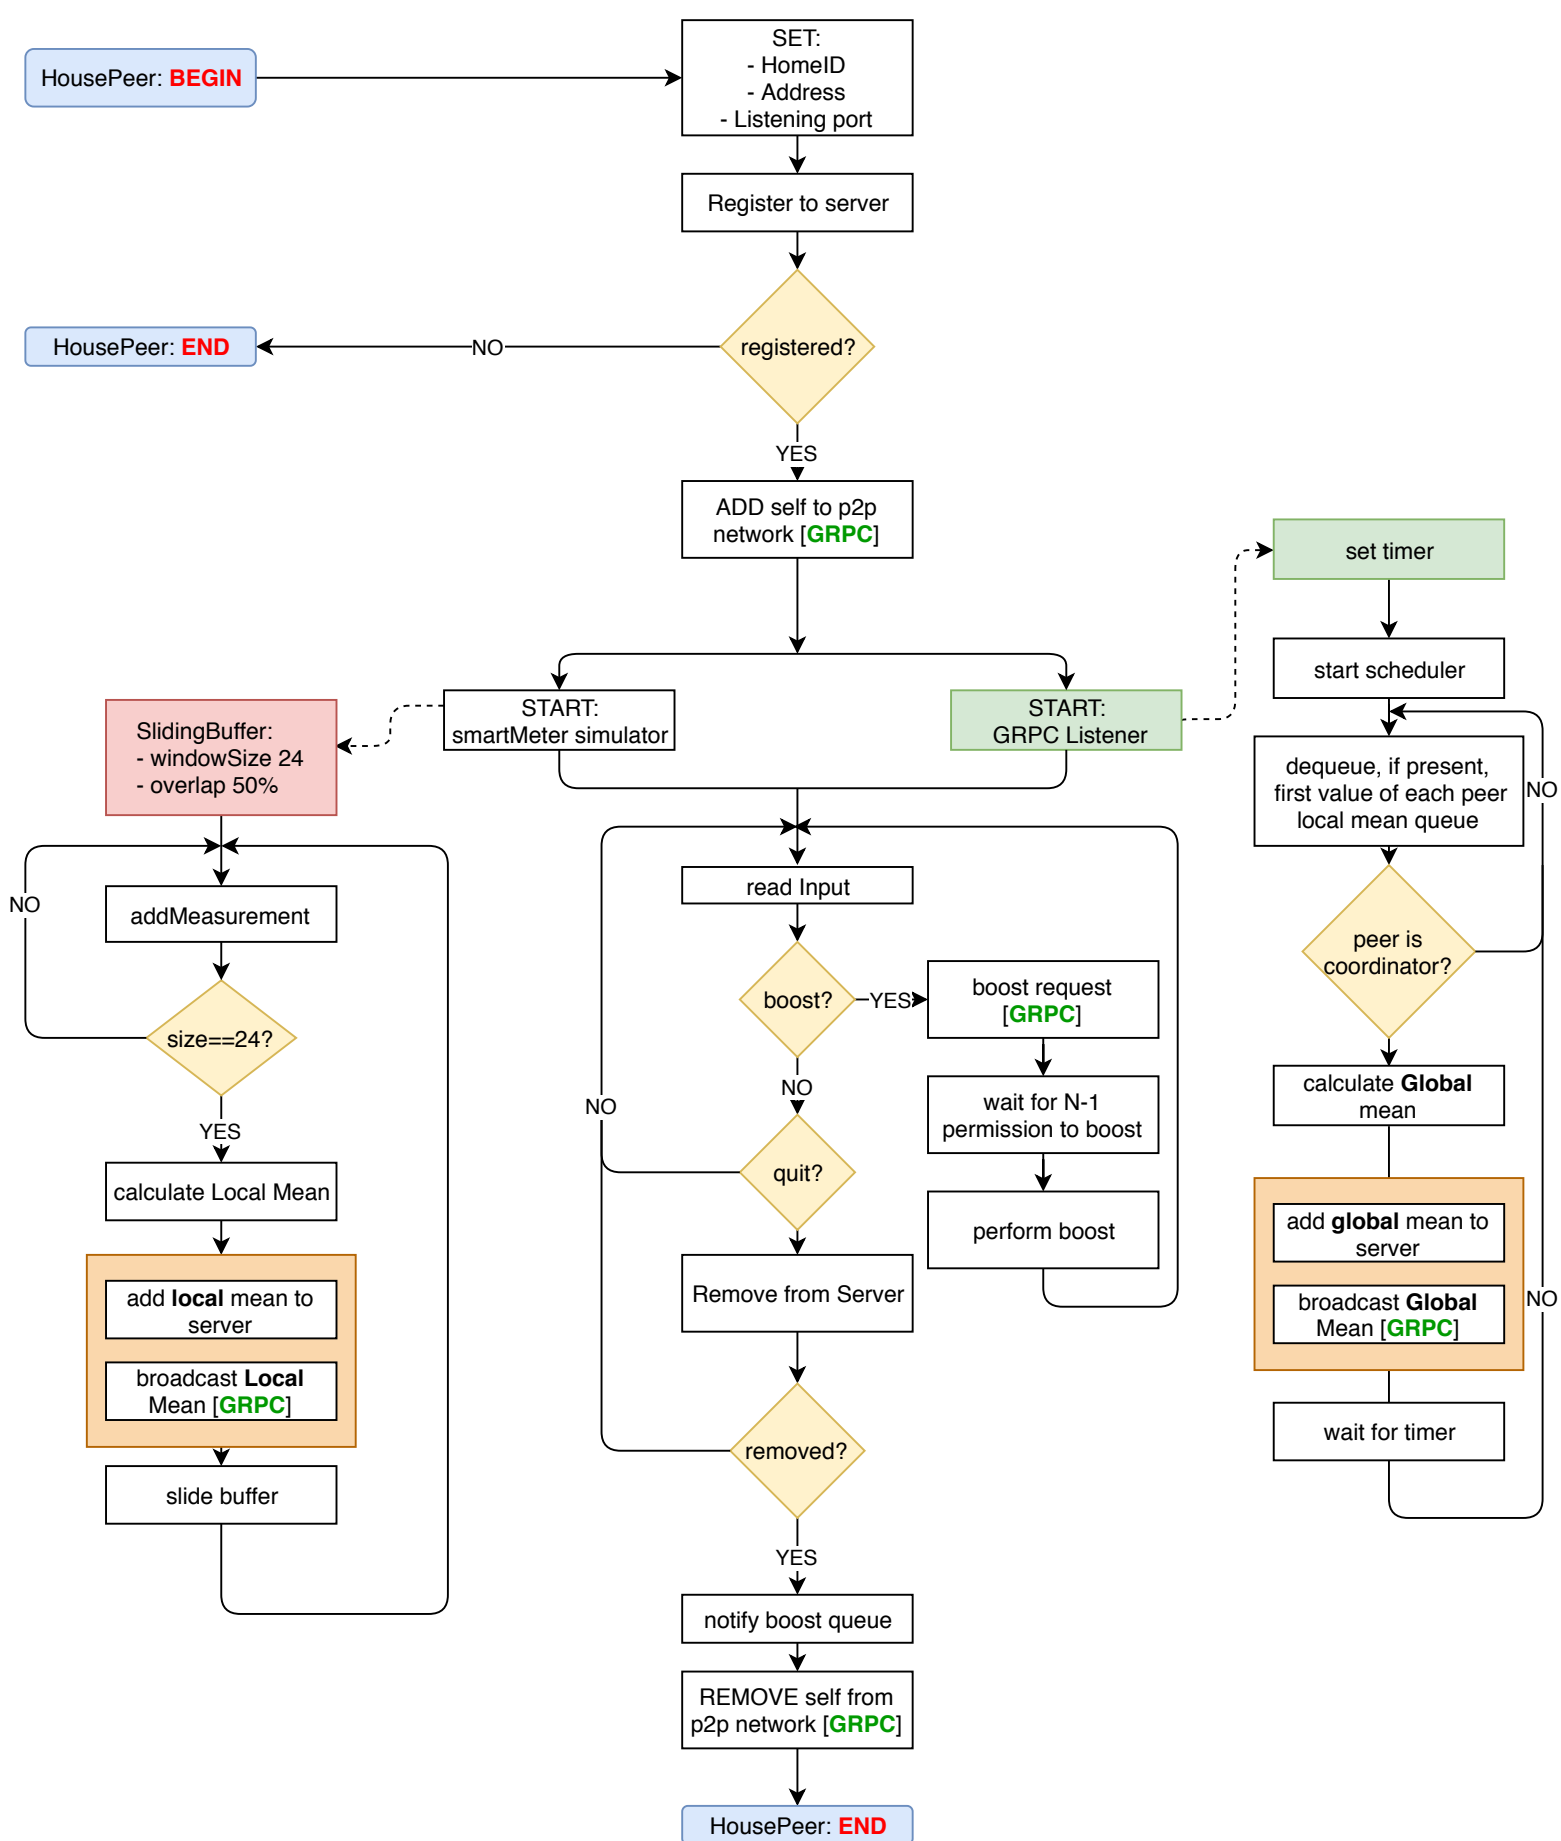 HousePeer: BEGIN
SET:
- HomeID
- Address
- Listening port
Register to server
registered?
NO
HousePeer: END
YES
ADD self to p2p
network [GRPC]
START:
smartMeter simulator
START:
GRPC Listener
SlidingBuffer:
- windowSize 24
- overlap 50%
addMeasurement
NO
size==24?
YES
calculate Local Mean
add local mean to
server
broadcast Local
Mean [GRPC]
slide buffer
read Input
boost?
YES
boost request
[GRPC]
wait for N-1
permission to boost
perform boost
NO
quit?
NO
Remove from Server
removed?
YES
notify boost queue
REMOVE self from
p2p network [GRPC]
HousePeer: END
set timer
start scheduler
dequeue, if present,
first value of each peer
local mean queue
NO
peer is
coordinator?
calculate Global
mean
add global mean to
server
broadcast Global
Mean [GRPC]
NO
wait for timer